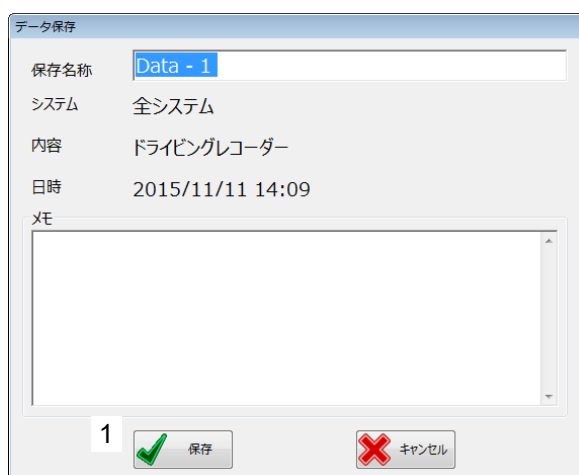 データ保存
保存名称 Data - 1
システム 全システム
内容 ドライビングレコーダー
日時 2015/11/11 14:09
メモ
1 保存 キャンセル